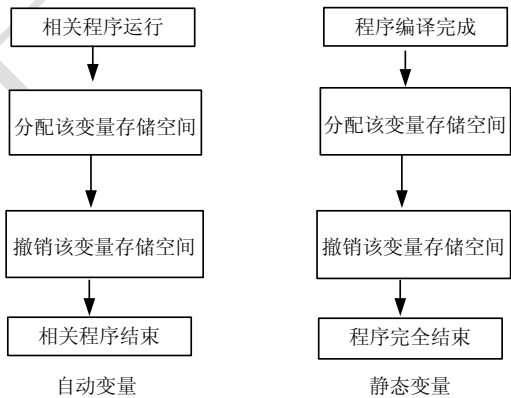 相关程序运行
分配该变量存储空间
撤销该变量存储空间
相关程序结束
自动变量
程序编译完成
分配该变量存储空间
撤销该变量存储空间
程序完全结束
静态变量